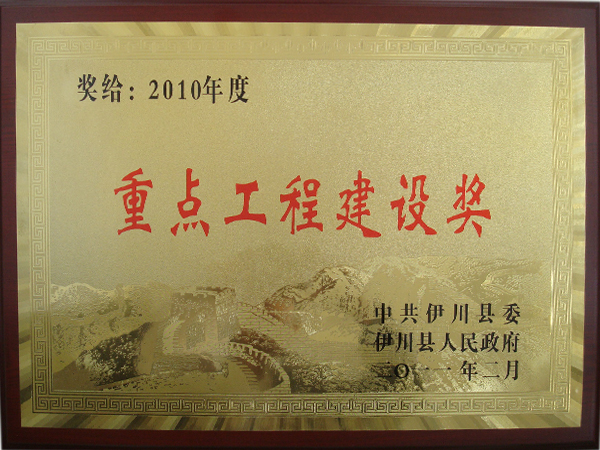 奖给：2010年度
重点工程建设奖
中共伊川县委
伊川县人民政府
二〇一一年二月